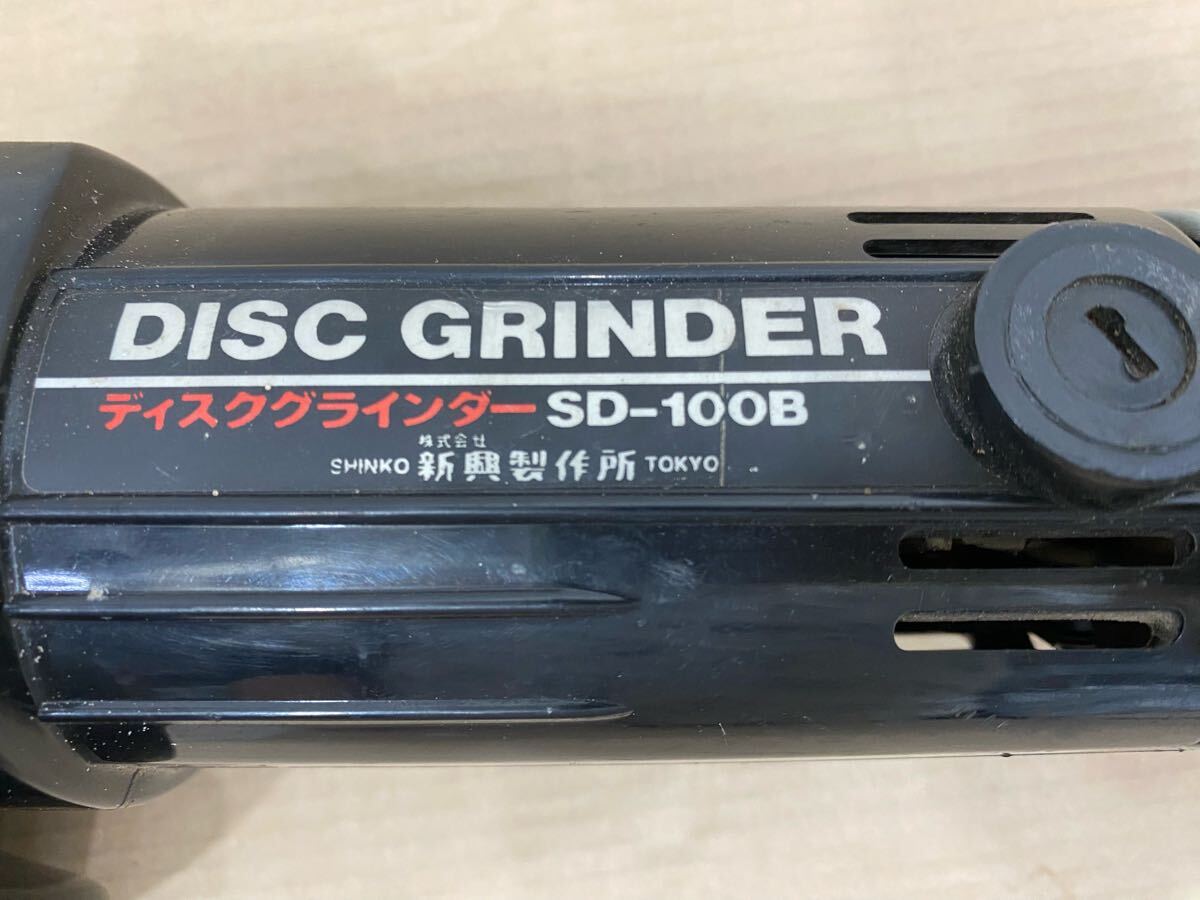 DISC GRINDER
ディスクグラインダー SD-100B
株式会社
SHINKO 新興製作所 TOKYO